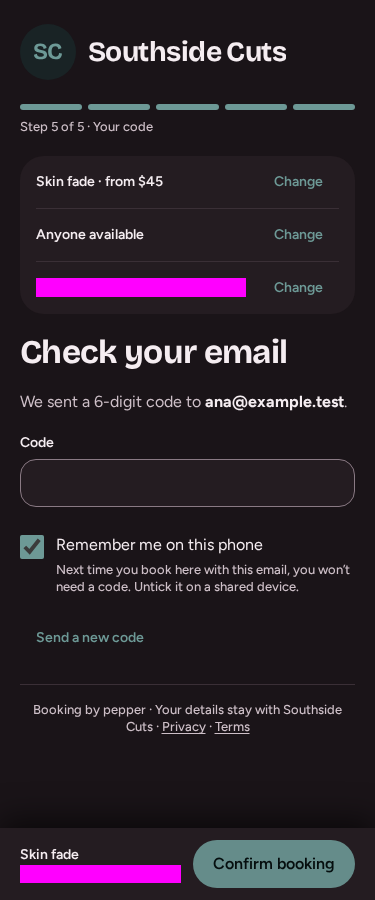 SC
Southside Cuts
Step 5 of 5 · Your code
Skin fade · from $45
Change
Anyone available
Change
Change
Check your email
We sent a 6-digit code to ana@example.test.
Code
Remember me on this phone
Next time you book here with this email, you won’t
need a code. Untick it on a shared device.
Send a new code
Booking by pepper · Your details stay with Southside
Cuts · Privacy · Terms
Skin fade
Confirm booking